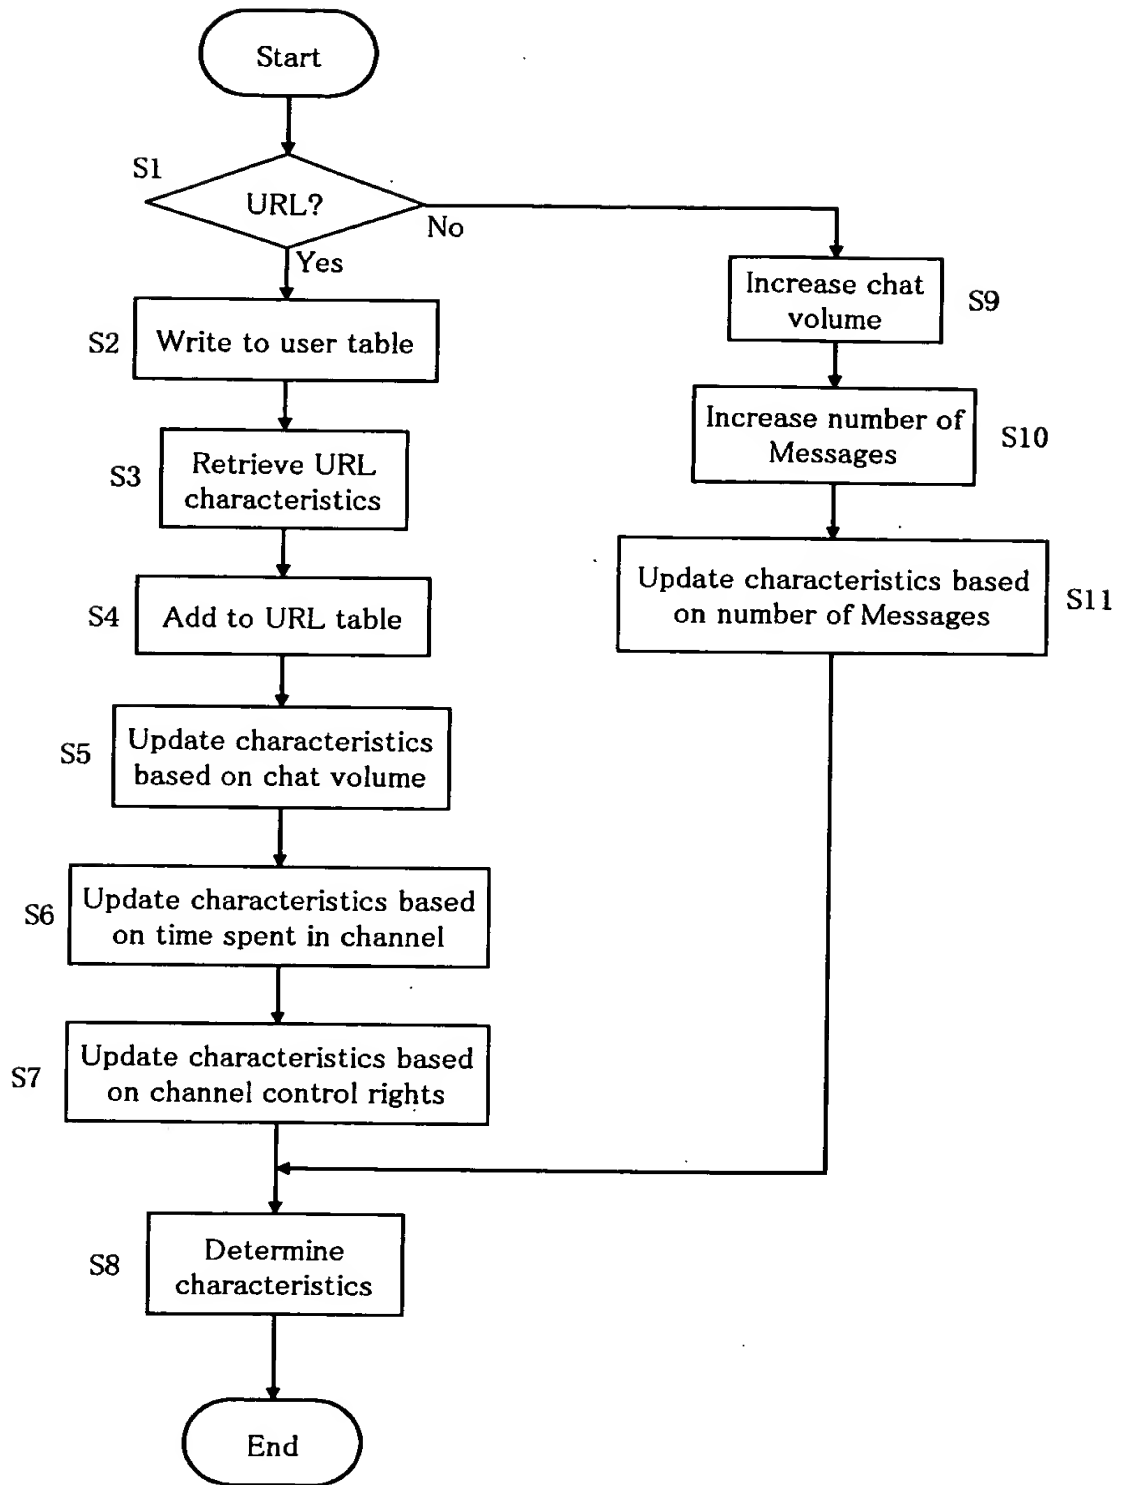 Start
S1
URL?
No
Yes
S2
Write to user table
S3
Retrieve URL
characteristics
S4
Add to URL table
S5
Update characteristics
based on chat volume
S6
Update characteristics based
on time spent in channel
S7
Update characteristics based
on channel control rights
S8
Determine
characteristics
End
Increase chat
volume
S9
Increase number of
Messages
S10
Update characteristics based
on number of Messages
S11